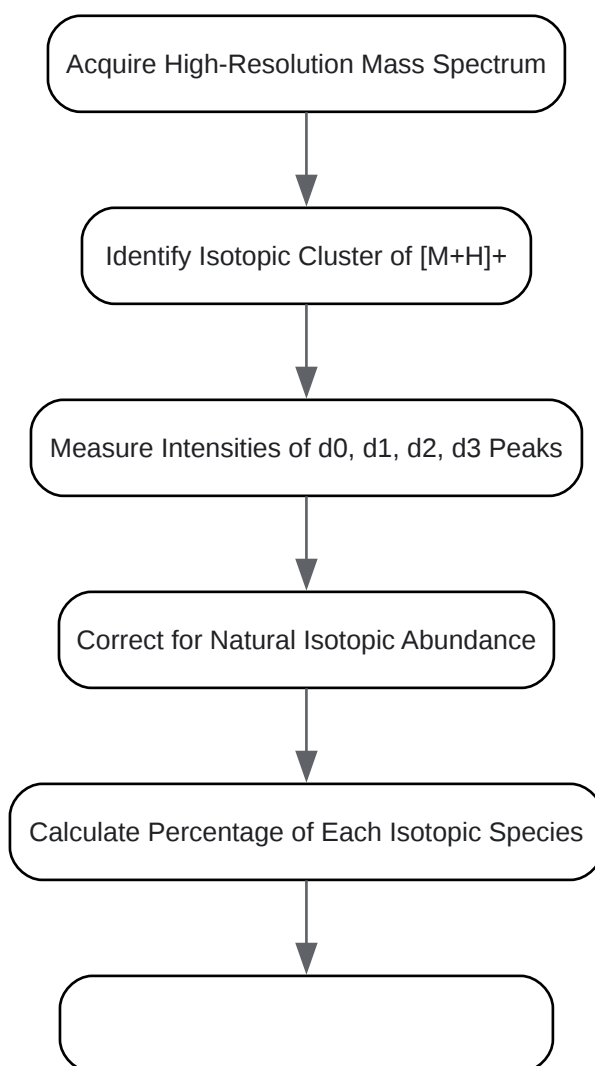 Acquire High-Resolution Mass Spectrum
Identify Isotopic Cluster of [M+H]+
Measure Intensities of d0, d1, d2, d3 Peaks
Correct for Natural Isotopic Abundance
Calculate Percentage of Each Isotopic Species